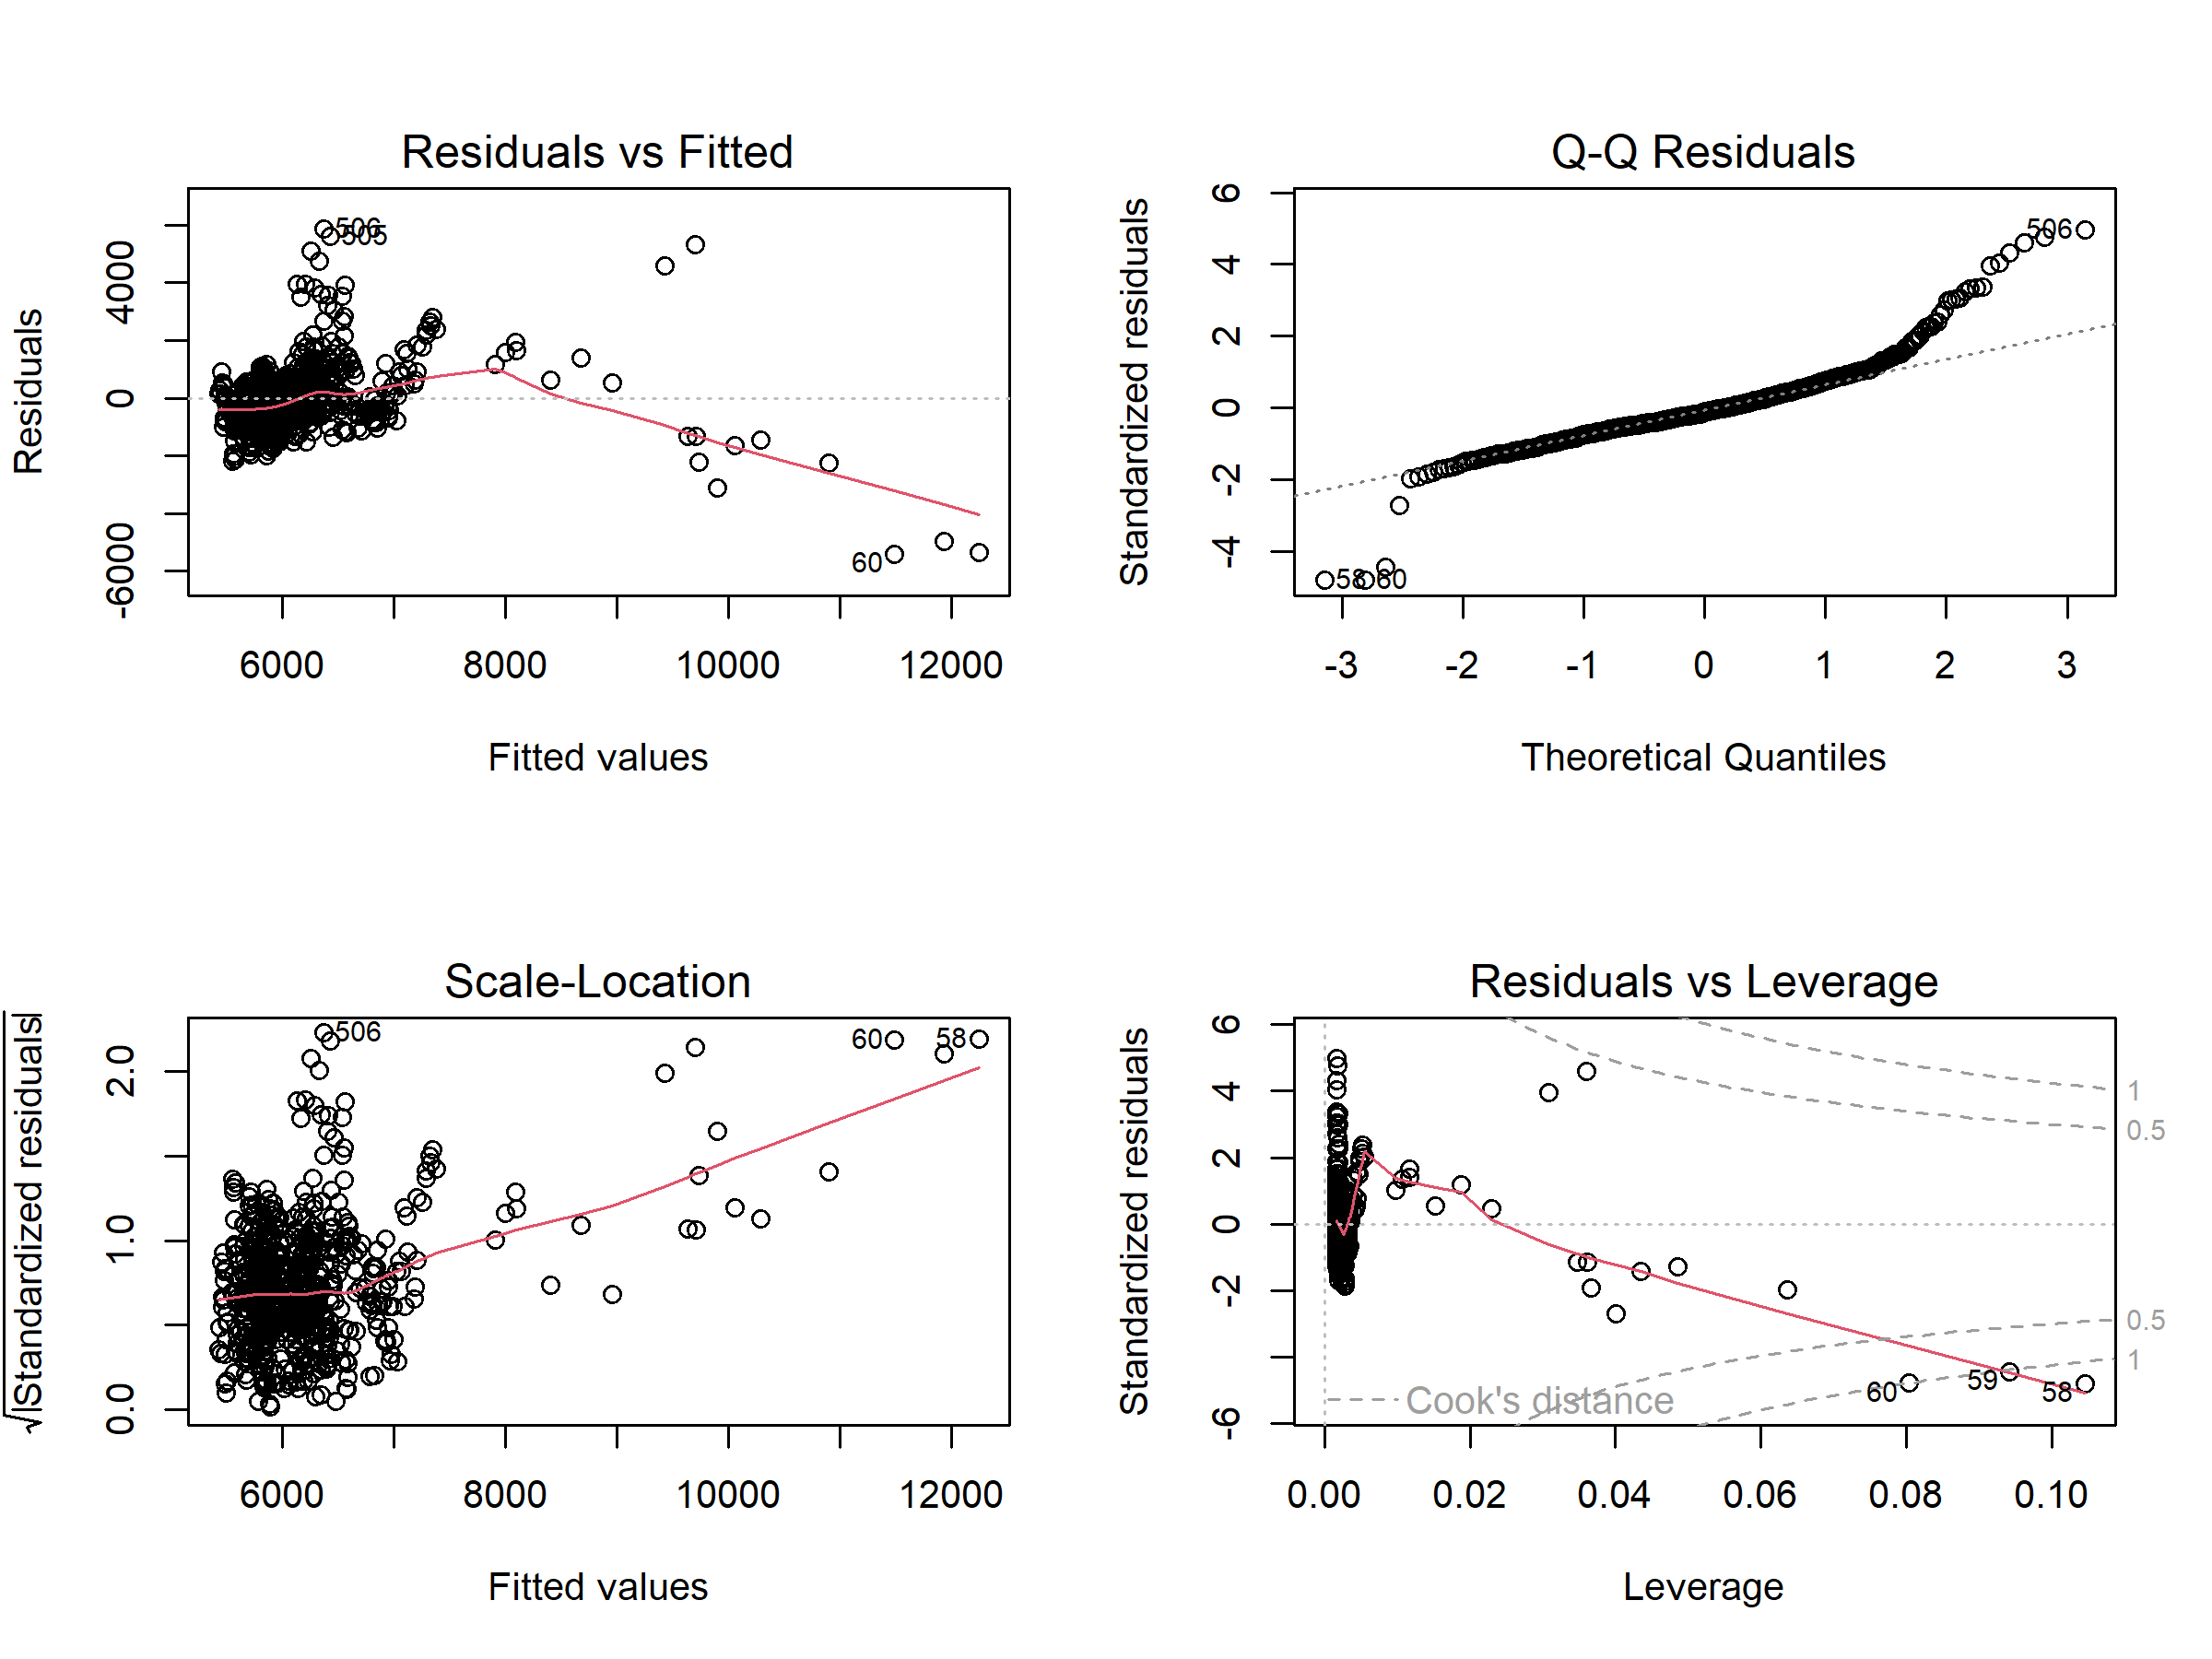 Residuals vs Fitted
Residuals
4000
0
-6000
506
505
60
6000 8000 10000 12000
Fitted values
Q-Q Residuals
Standardized residuals
6
4
2
0
-2
-4
506
58 60
-3 -2 -1 0 1 2 3
Theoretical Quantiles
Scale-Location
√|Standardized residuals|
2.0
1.0
0.0
506
60 58
6000 8000 10000 12000
Fitted values
Residuals vs Leverage
Standardized residuals
6
4
2
0
-2
-6
1
0.5
0.5
1
60 59 58
Cook's distance
0.00 0.02 0.04 0.06 0.08 0.10
Leverage